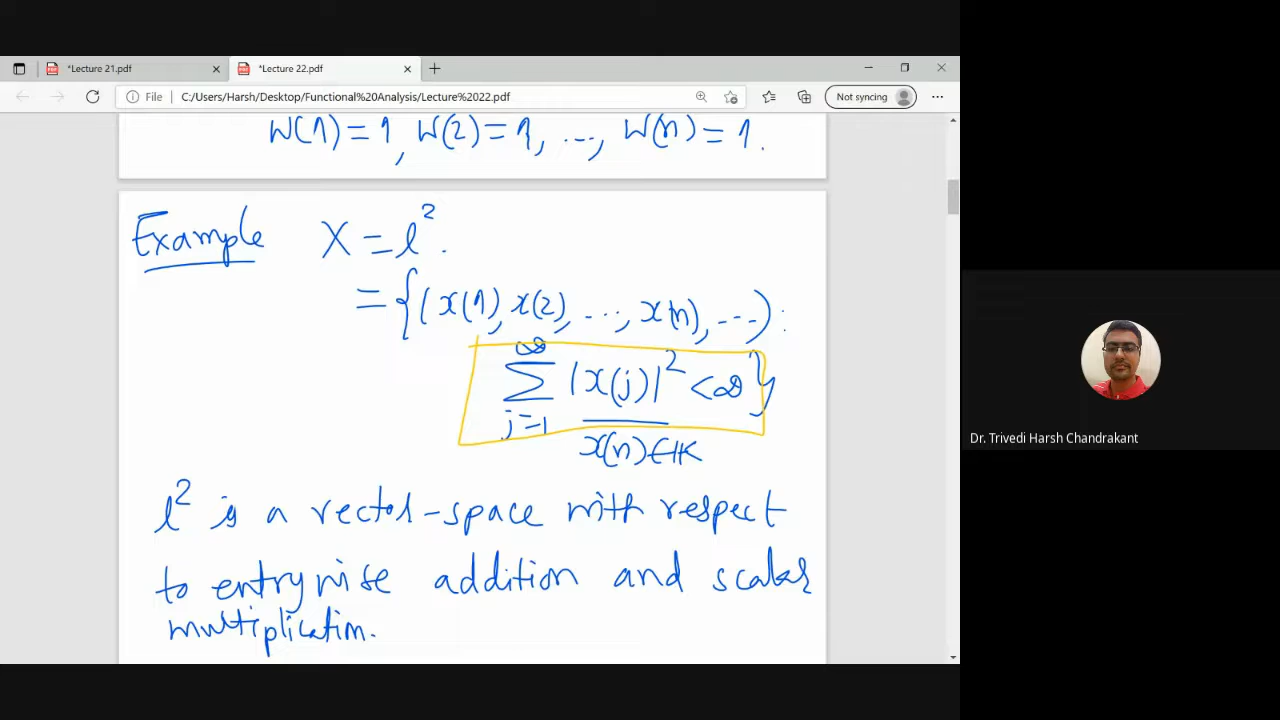 *Lecture 21.pdf
*Lecture 22.pdf
File C:/Users/Harsh/Desktop/Functional%20Analysis/Lecture%2022.pdf
Not syncing
W(1) = 1, W(2) = 1, ..., W(n) = 1.
Example X = l².
= {(x(1), x(2), ..., x(n), ...) :
∞
∑ |x(j)|² < ∞}
j=1
x(n) ∈ 𝕂
l² is a vector-space with respect
to entrywise addition and scalar
multiplication.
Dr. Trivedi Harsh Chandrakant